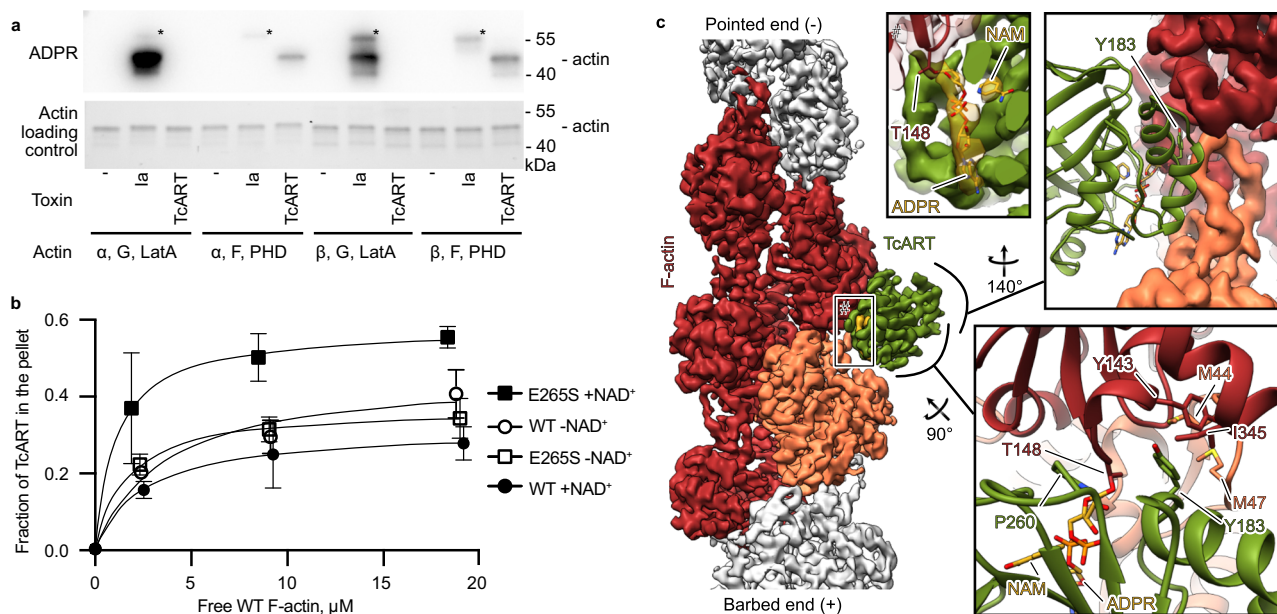 a
ADPR
*
*
*
*
- 55
- actin
- 40
Actin
loading
control
- 55
- actin
- 40
kDa
Toxin
-
Ia
TcART
-
Ia
TcART
-
Ia
TcART
-
Ia
TcART
Actin
α, G, LatA
α, F, PHD
β, G, LatA
β, F, PHD
b
Fraction of TcART in the pellet
0.6
0.4
0.2
0.0
0
5
10
15
20
Free WT F-actin, µM
E265S +NAD⁺
WT -NAD⁺
E265S -NAD⁺
WT +NAD⁺
c
Pointed end (-)
F-actin
#
TcART
Barbed end (+)
#
NAM
T148
ADPR
140°
Y183
90°
Y143
M44
I345
T148
M47
P260
Y183
NAM
ADPR